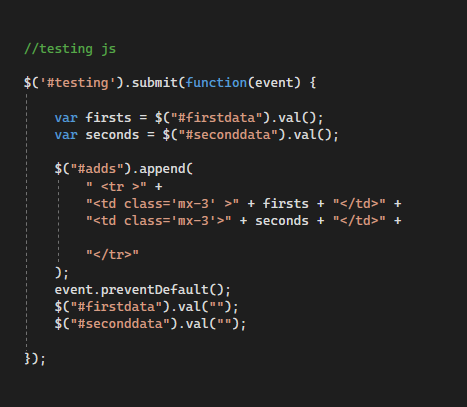 //testing js
$('#testing').submit(function(event) {
var firsts = $("#firstdata").val();
var seconds = $("#seconddata").val();
$("#adds").append(
" <tr >" +
"<td class='mx-3' >" + firsts + "</td>" +
"<td class='mx-3'>" + seconds + "</td>" +
"</tr>"
);
event.preventDefault();
$("#firstdata").val("");
$("#seconddata").val("");
});